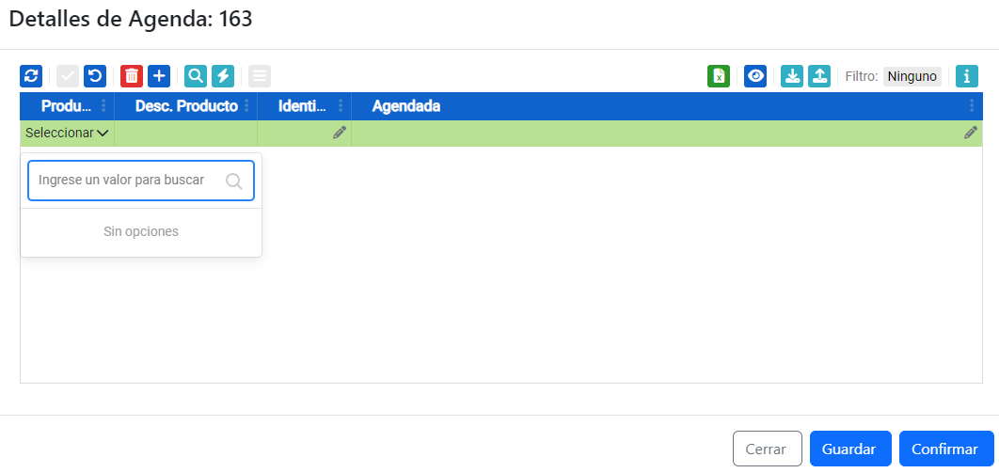 Detalles de Agenda: 163
Filtro: Ninguno
Produ... Desc. Producto Identi... Agendada
Seleccionar
Ingrese un valor para buscar
Sin opciones
Cerrar Guardar Confirmar